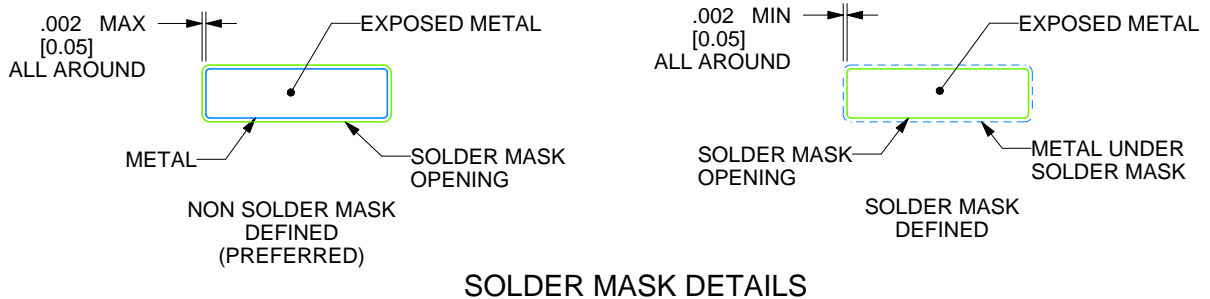 .002 MAX
[0.05]
ALL AROUND
EXPOSED METAL
METAL
SOLDER MASK
OPENING
NON SOLDER MASK
DEFINED
(PREFERRED)
.002 MIN
[0.05]
ALL AROUND
EXPOSED METAL
SOLDER MASK
OPENING
METAL UNDER
SOLDER MASK
SOLDER MASK
DEFINED
SOLDER MASK DETAILS